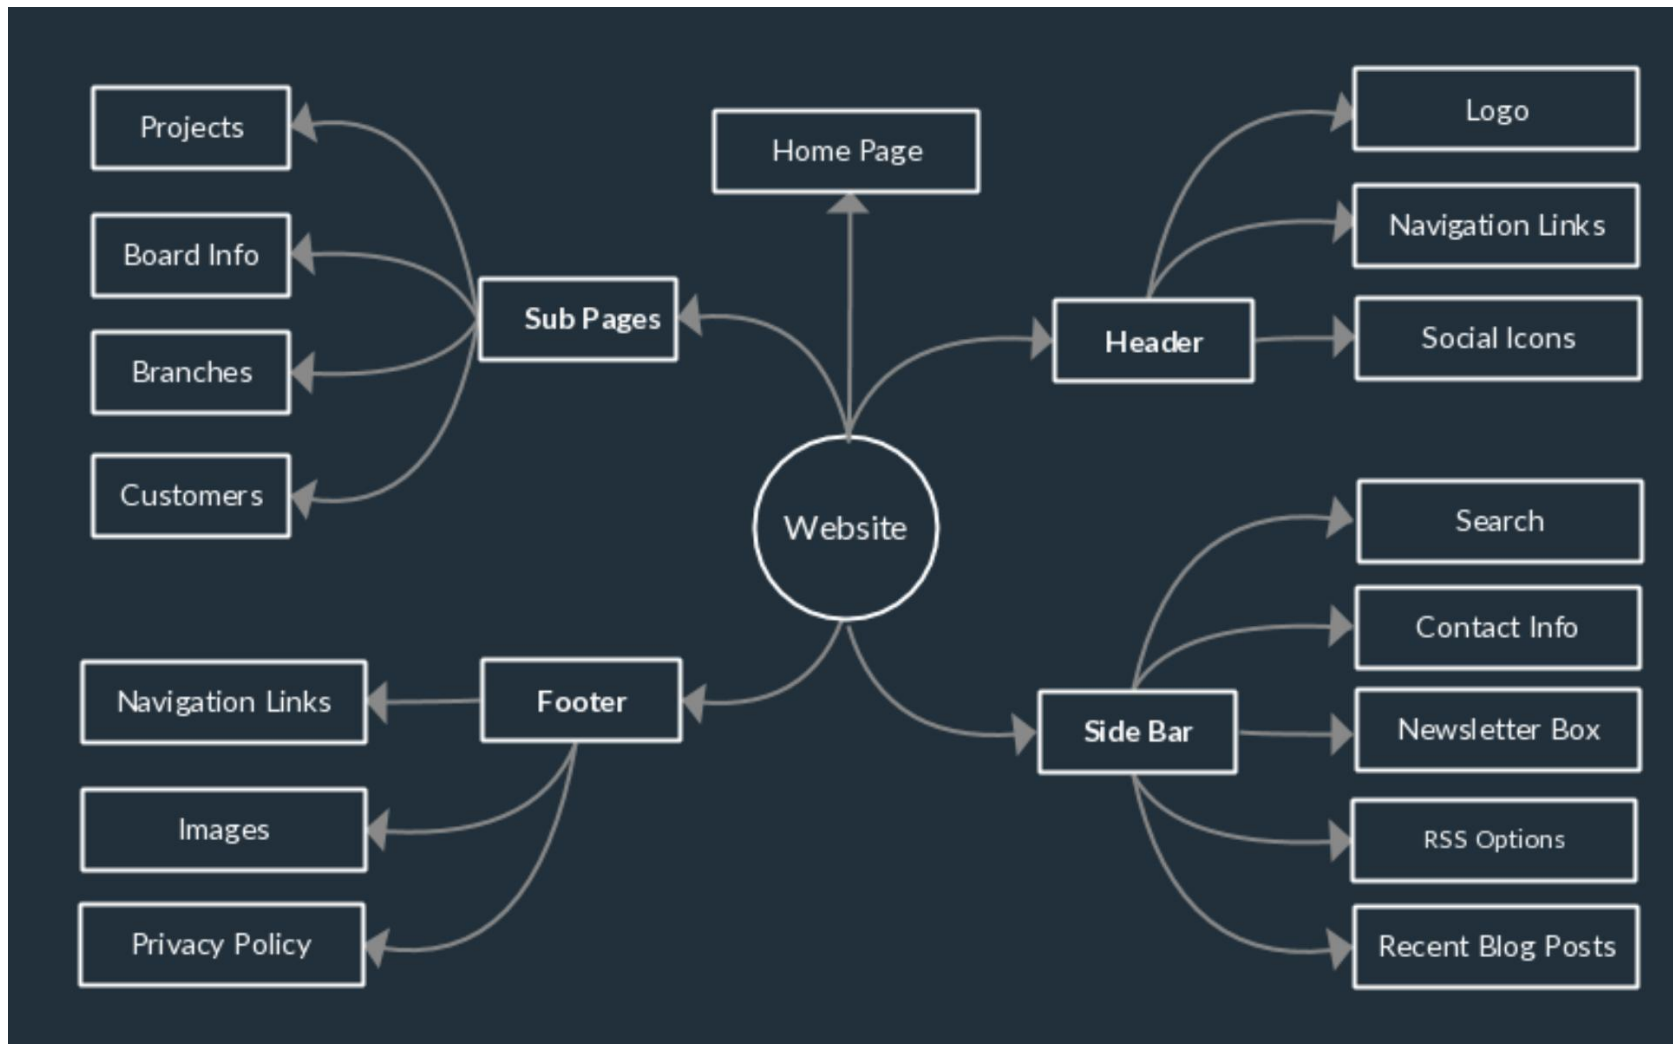 Projects
Board Info
Branches
Customers
Sub Pages
Home Page
Header
Logo
Navigation Links
Social Icons
Website
Navigation Links
Images
Privacy Policy
Footer
Side Bar
Search
Contact Info
Newsletter Box
RSS Options
Recent Blog Posts